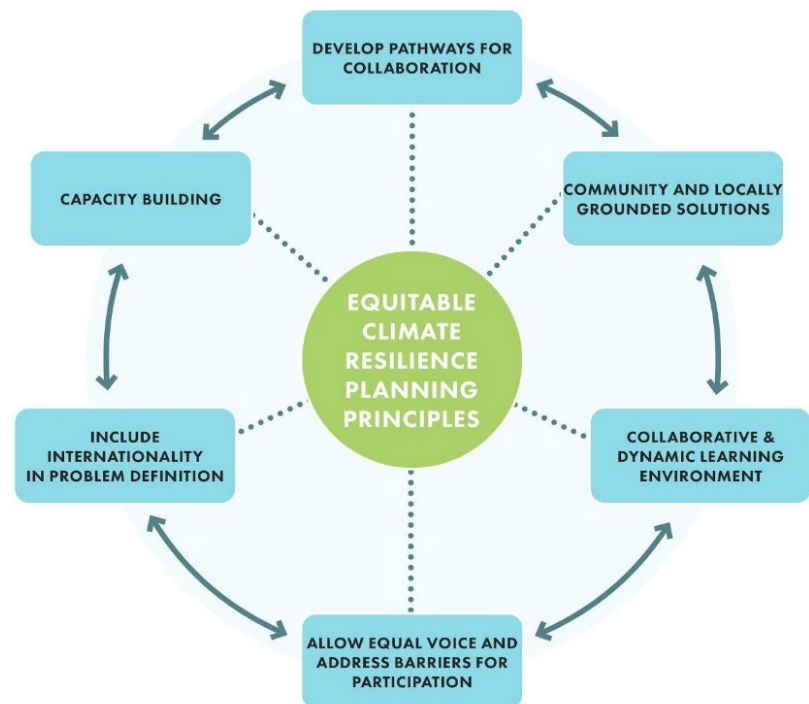 DEVELOP PATHWAYS FOR
COLLABORATION
CAPACITY BUILDING
COMMUNITY AND LOCALLY
GROUNDED SOLUTIONS
EQUITABLE
CLIMATE
RESILIENCE
PLANNING
PRINCIPLES
INCLUDE
INTERNATIONALITY
IN PROBLEM DEFINITION
COLLABORATIVE &
DYNAMIC LEARNING
ENVIRONMENT
ALLOW EQUAL VOICE AND
ADDRESS BARRIERS FOR
PARTICIPATION